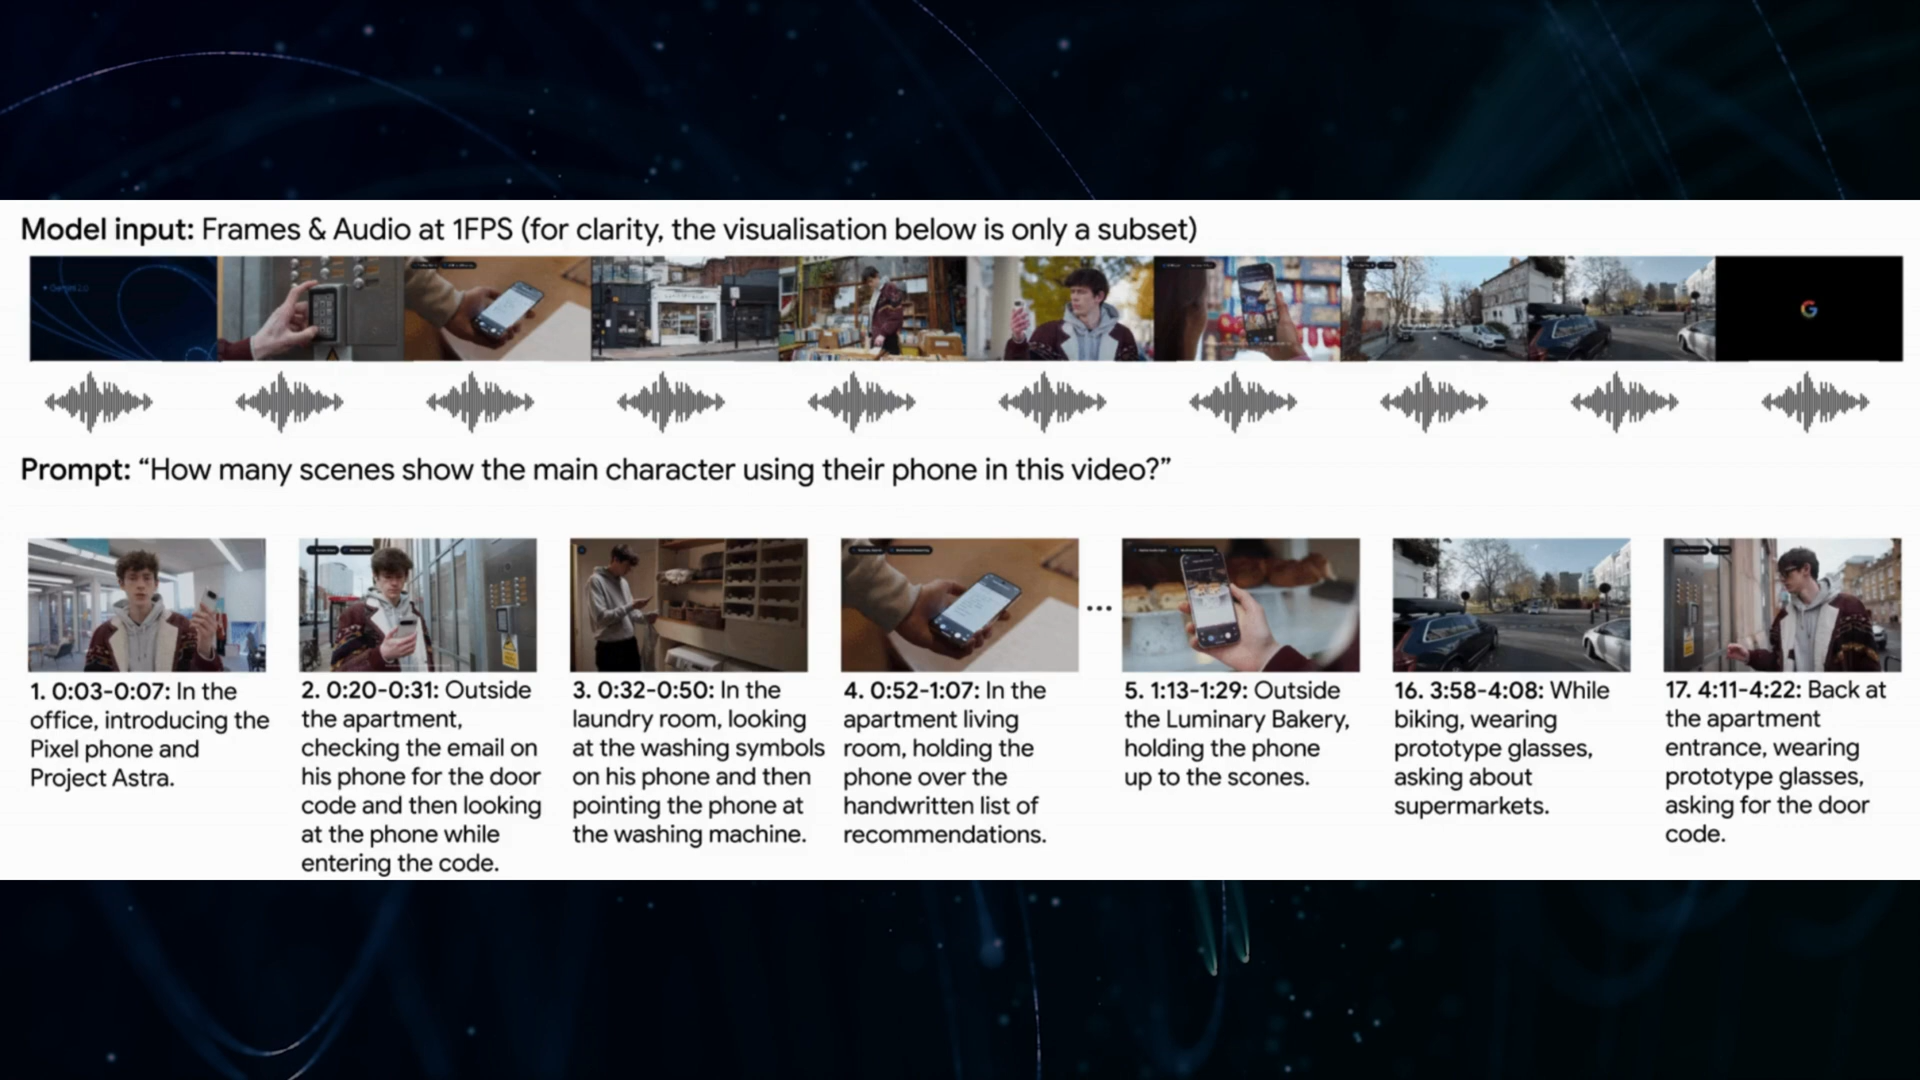 Model input: Frames & Audio at 1FPS (for clarity, the visualisation below is only a subset)
Gemini 2.0
Prompt: “How many scenes show the main character using their phone in this video?”
...
1. 0:03-0:07: In the
office, introducing the
Pixel phone and
Project Astra.
2. 0:20-0:31: Outside
the apartment,
checking the email on
his phone for the door
code and then looking
at the phone while
entering the code.
3. 0:32-0:50: In the
laundry room, looking
at the washing symbols
on his phone and then
pointing the phone at
the washing machine.
4. 0:52-1:07: In the
apartment living
room, holding the
phone over the
handwritten list of
recommendations.
5. 1:13-1:29: Outside
the Luminary Bakery,
holding the phone
up to the scones.
16. 3:58-4:08: While
biking, wearing
prototype glasses,
asking about
supermarkets.
17. 4:11-4:22: Back at
the apartment
entrance, wearing
prototype glasses,
asking for the door
code.